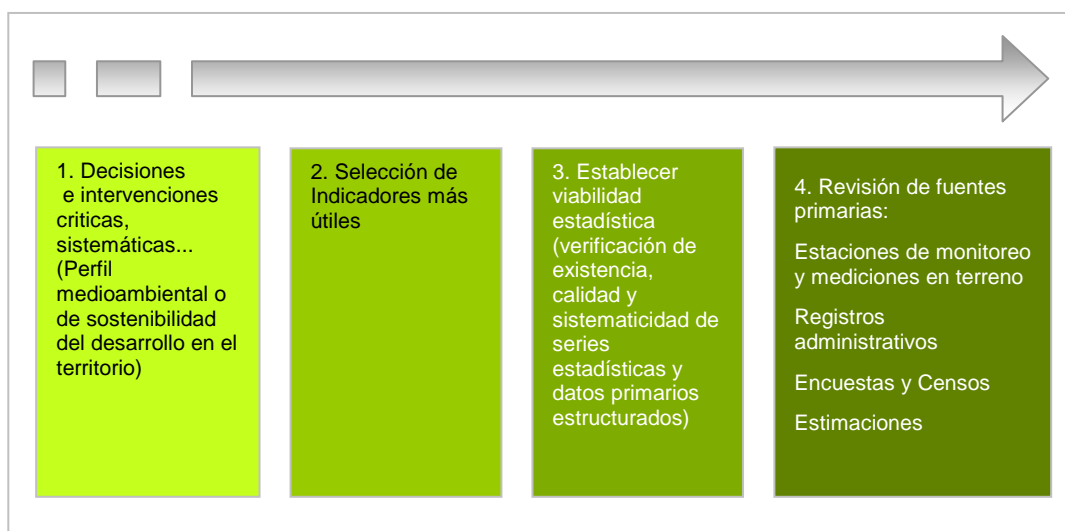 1. Decisiones
e intervenciones
criticas,
sistemáticas...
(Perfil
medioambiental o
de sostenibilidad
del desarrollo en el
territorio)
2. Selección de
Indicadores más
útiles
3. Establecer
viabilidad
estadística
(verificación de
existencia,
calidad y
sistematicidad de
series
estadísticas y
datos primarios
estructurados)
4. Revisión de fuentes
primarias:
Estaciones de monitoreo
y mediciones en terreno
Registros
administrativos
Encuestas y Censos
Estimaciones